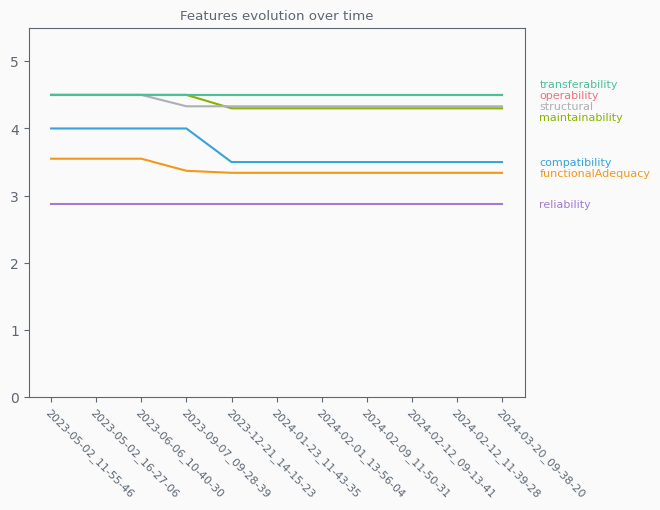 Features evolution over time
5
4
3
2
1
0
transferability
operability
structural
maintainability
compatibility
functionalAdequacy
reliability
2023-05-02_11-55-46
2023-05-02_16-27-06
2023-06-06_10-40-30
2023-09-07_09-28-39
2023-12-21_14-15-23
2024-01-23_11-43-35
2024-02-01_13-56-04
2024-02-09_11-50-31
2024-02-12_09-13-41
2024-02-12_11-39-28
2024-03-20_09-38-20